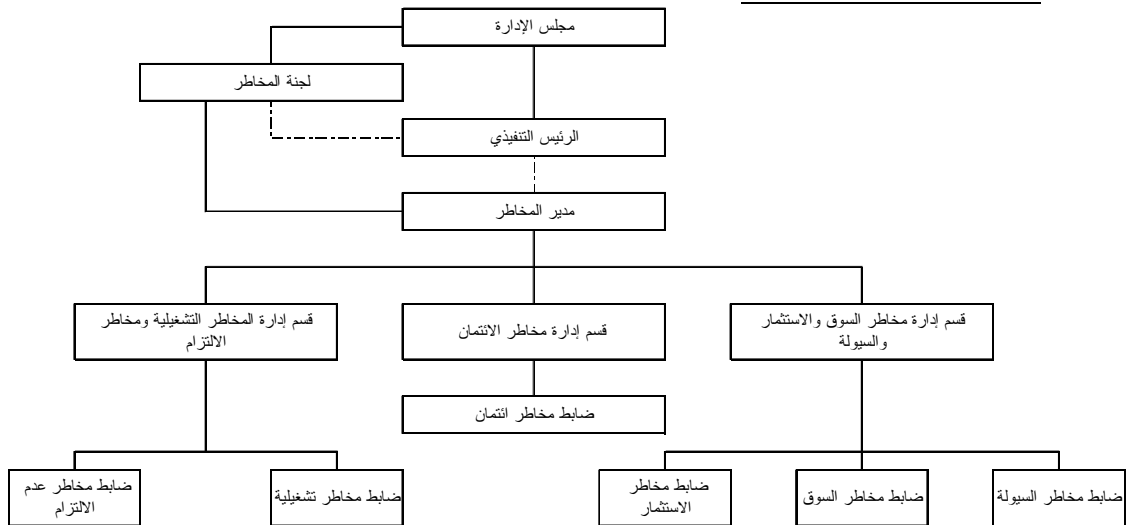 مجلس الإدارة
لجنة المخاطر
الرئيس التنفيذي
مدير المخاطر
قسم إدارة مخاطر السوق والاستثمار
والسيولة
قسم إدارة مخاطر الائتمان
قسم إدارة المخاطر التشغيلية ومخاطر
الالتزام
ضابط مخاطر ائتمان
ضابط مخاطر السيولة
ضابط مخاطر السوق
ضابط مخاطر
الاستثمار
ضابط مخاطر تشغيلية
ضابط مخاطر عدم
الالتزام